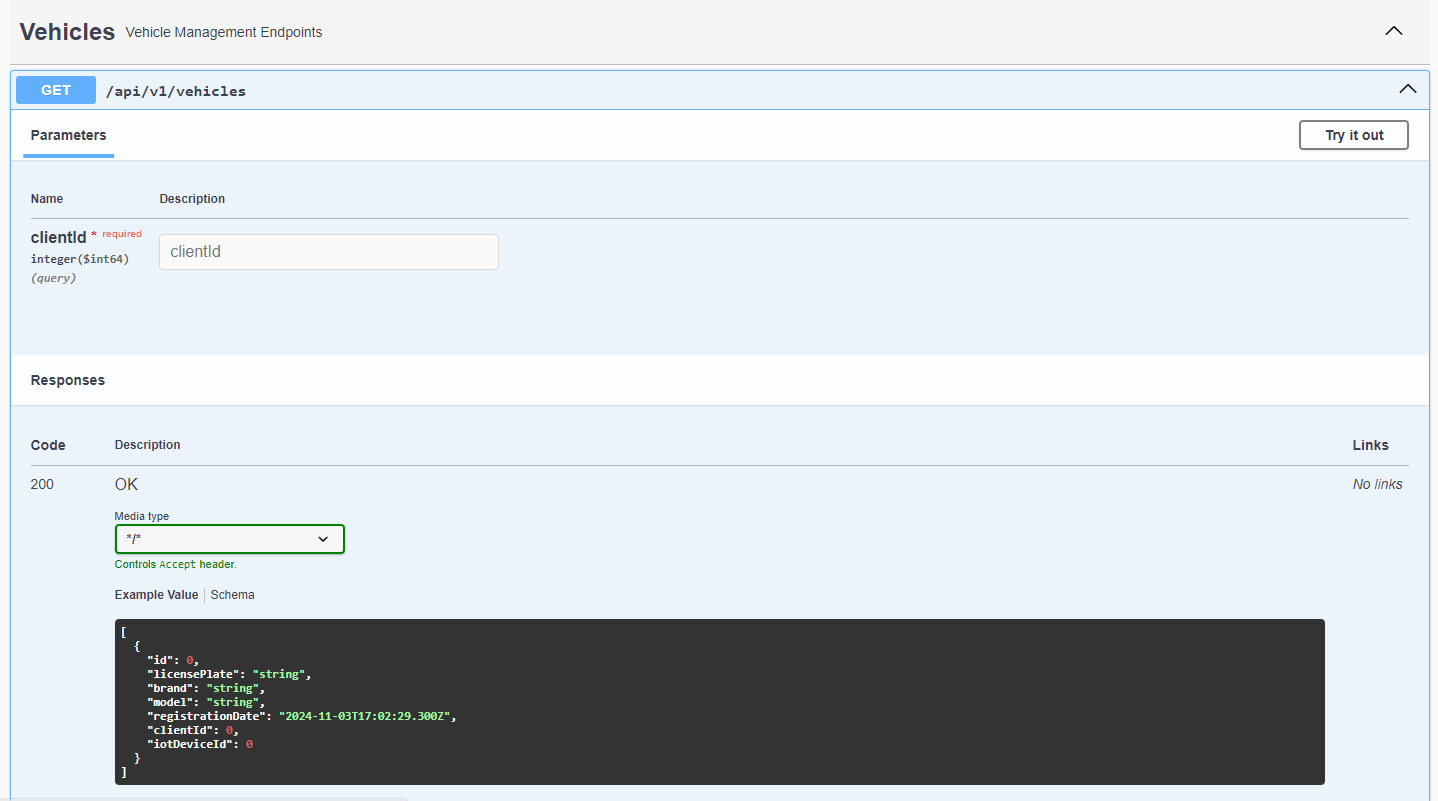 Vehicles Vehicle Management Endpoints
GET /api/v1/vehicles
Parameters Try it out
Name Description
clientId * required
integer($int64)
(query)
clientId
Responses
Code Description Links
200 OK No links
Media type
*/*
Controls Accept header.
Example Value Schema
[
{
"id": 0,
"licensePlate": "string",
"brand": "string",
"model": "string",
"registrationDate": "2024-11-03T17:02:29.300Z",
"clientId": 0,
"iotDeviceId": 0
}
]